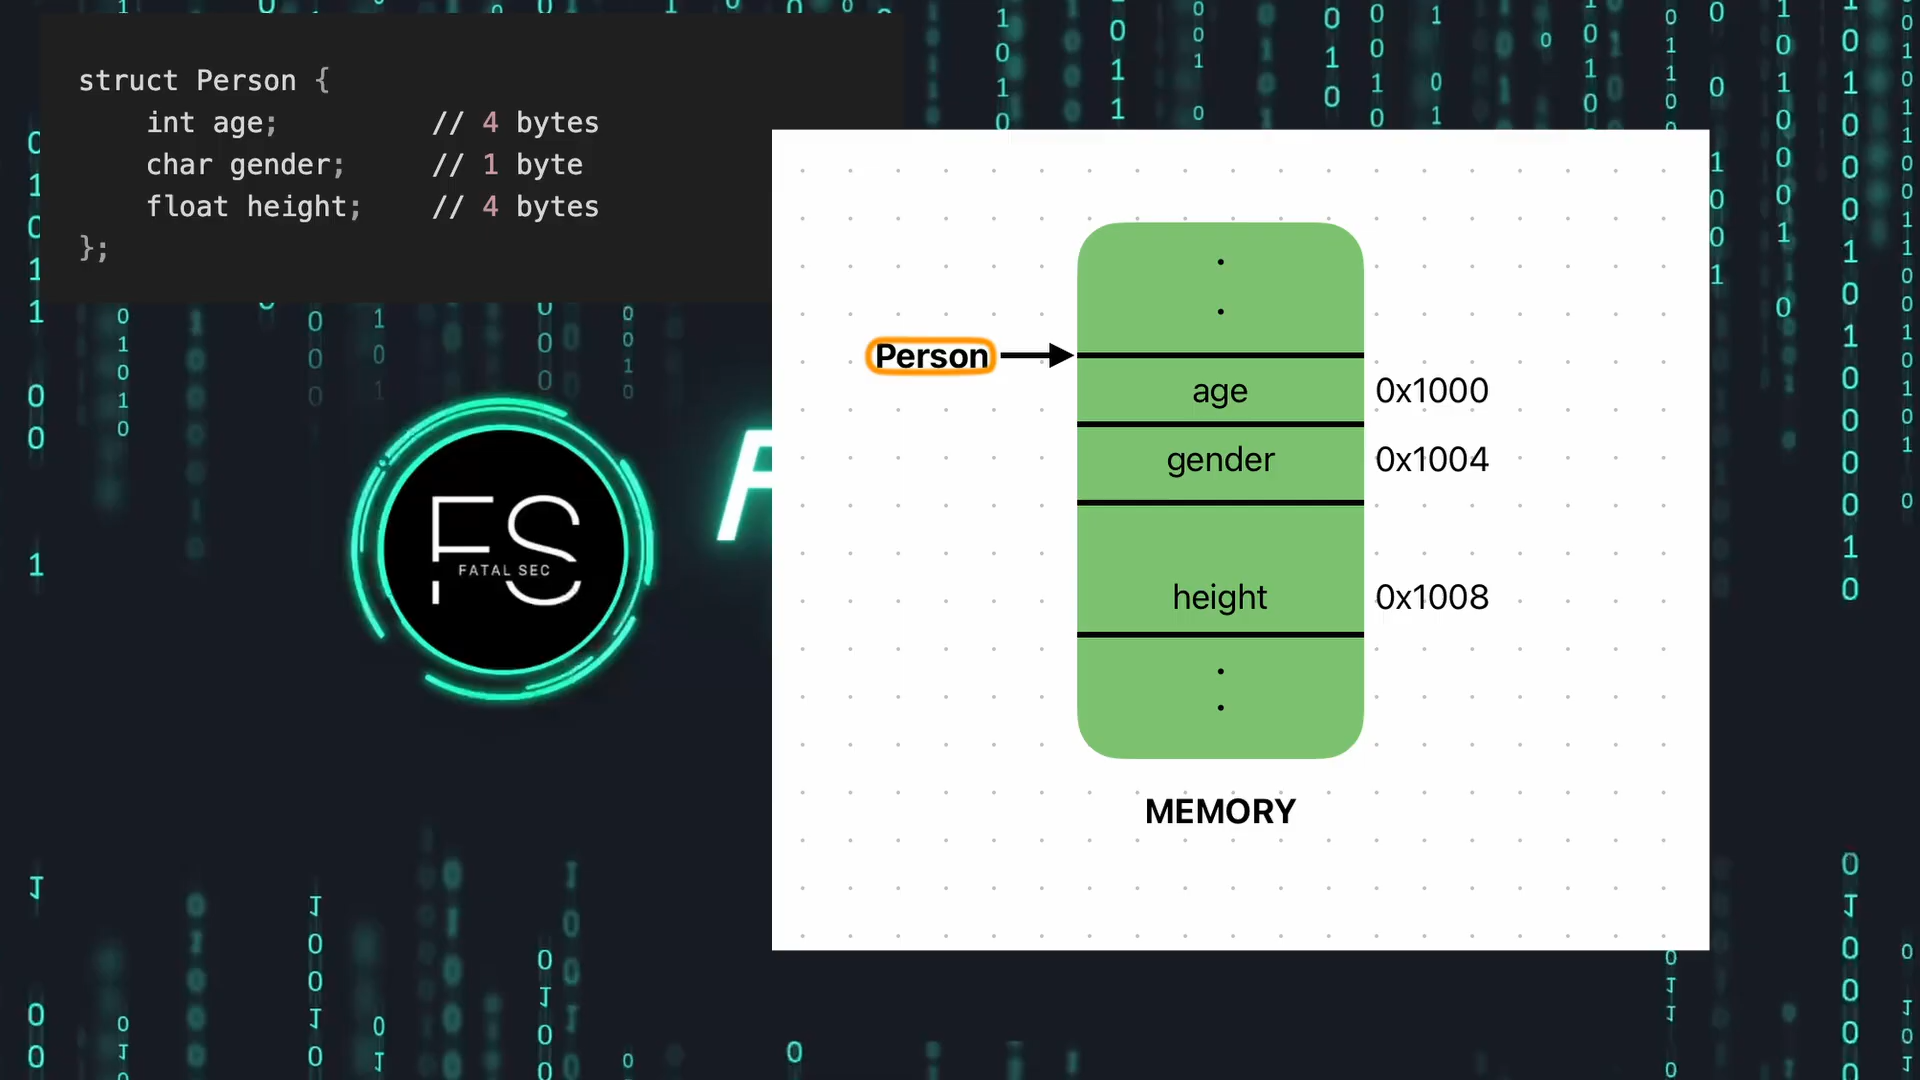 struct Person {
int age; // 4 bytes
char gender; // 1 byte
float height; // 4 bytes
};
FS
FATAL SEC
F
Person
age 0x1000
gender 0x1004
height 0x1008
MEMORY